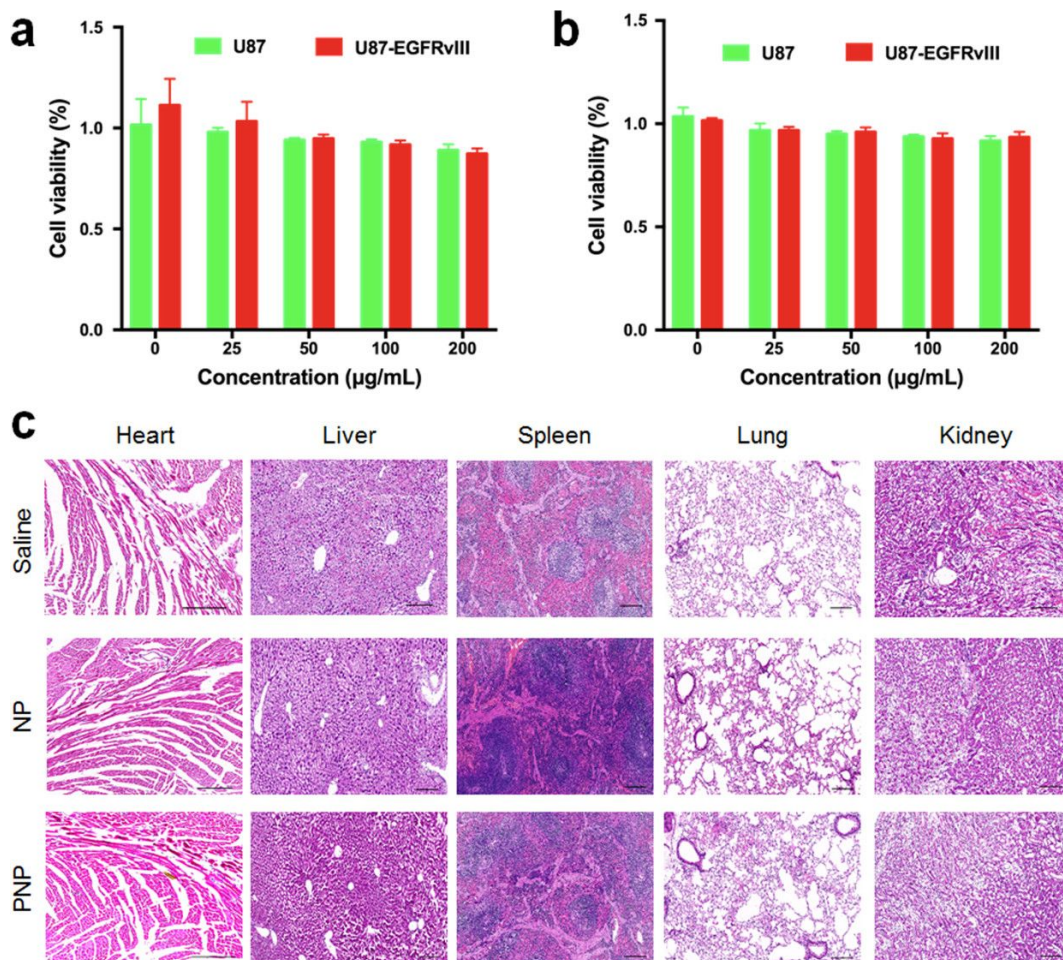 a
1.5
U87
U87-EGFRvIII
1.0
0.5
0.0
Cell viability (%)
0
25
50
100
200
Concentration (μg/mL)
b
1.5
U87
U87-EGFRvIII
1.0
0.5
0.0
Cell viability (%)
0
25
50
100
200
Concentration (μg/mL)
c
Heart
Liver
Spleen
Lung
Kidney
Saline
NP
PNP